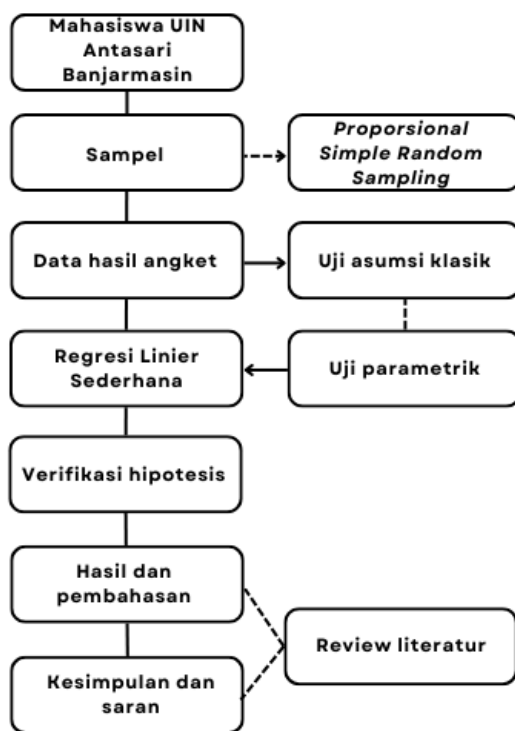 Mahasiswa UIN
Antasari
Banjarmasin
Sampel
Proporsional
Simple Random
Sampling
Data hasil angket
Uji asumsi klasik
Regresi Linier
Sederhana
Uji parametrik
Verifikasi hipotesis
Hasil dan
pembahasan
Review literatur
Kesimpulan dan
saran